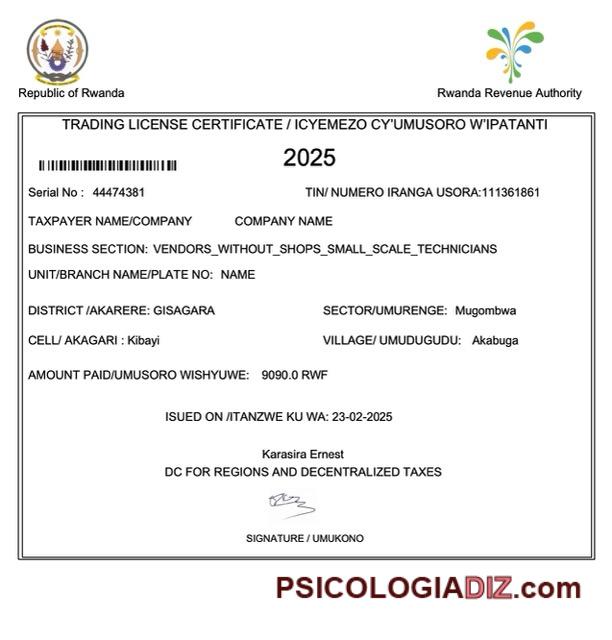 Republic of Rwanda
Rwanda Revenue Authority
TRADING LICENSE CERTIFICATE / ICYEMEZO CY'UMUSORO W'IPATANTI
2025
Serial No : 44474381 TIN/ NUMERO IRANGA USORA:111361861
TAXPAYER NAME/COMPANY COMPANY NAME
BUSINESS SECTION: VENDORS_WITHOUT_SHOPS_SMALL_SCALE_TECHNICIANS
UNIT/BRANCH NAME/PLATE NO: NAME
DISTRICT /AKARERE: GISAGARA SECTOR/UMURENGE: Mugombwa
CELL/ AKAGARI : Kibayi VILLAGE/ UMUDUGUDU: Akabuga
AMOUNT PAID/UMUSORO WISHYUWE: 9090.0 RWF
ISUED ON /ITANZWE KU WA: 23-02-2025
Karasira Ernest
DC FOR REGIONS AND DECENTRALIZED TAXES
SIGNATURE / UMUKONO
PSICOLOGIADIZ.com